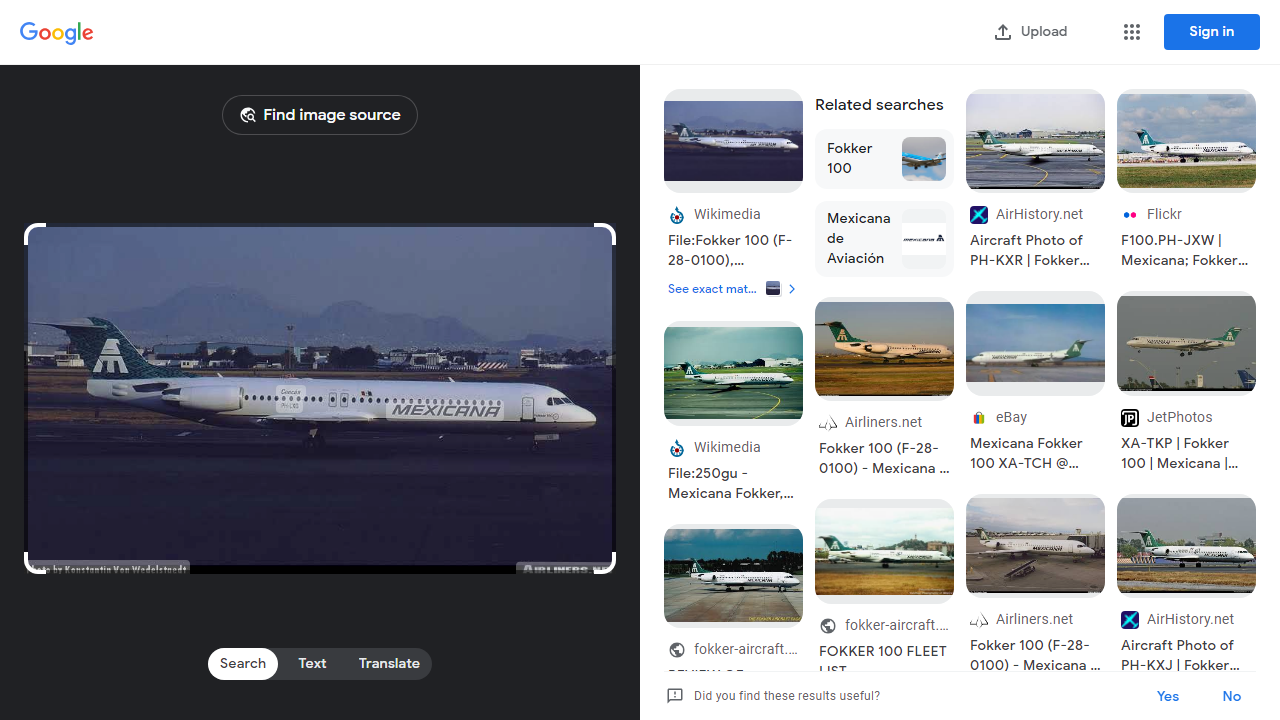 Google
Upload
Sign in
Find image source
MEXICANA
Photo by Konstantin Von Wedelstaedt
AIRLINERS.NET
Search
Text
Translate
Wikimedia
File:Fokker 100 (F-
28-0100),...
See exact mat...
Wikimedia
File:250gu -
Mexicana Fokker,...
fokker-aircraft....
Related searches
Fokker
100
Mexicana
de
Aviación
Airliners.net
Fokker 100 (F-28-
0100) - Mexicana ...
fokker-aircraft....
FOKKER 100 FLEET
LIST
AirHistory.net
Aircraft Photo of
PH-KXR | Fokker...
eBay
Mexicana Fokker
100 XA-TCH @...
Airliners.net
Fokker 100 (F-28-
0100) - Mexicana ...
Flickr
F100.PH-JXW |
Mexicana; Fokker...
JetPhotos
XA-TKP | Fokker
100 | Mexicana |...
AirHistory.net
Aircraft Photo of
PH-KXJ | Fokker...
Did you find these results useful?
Yes
No